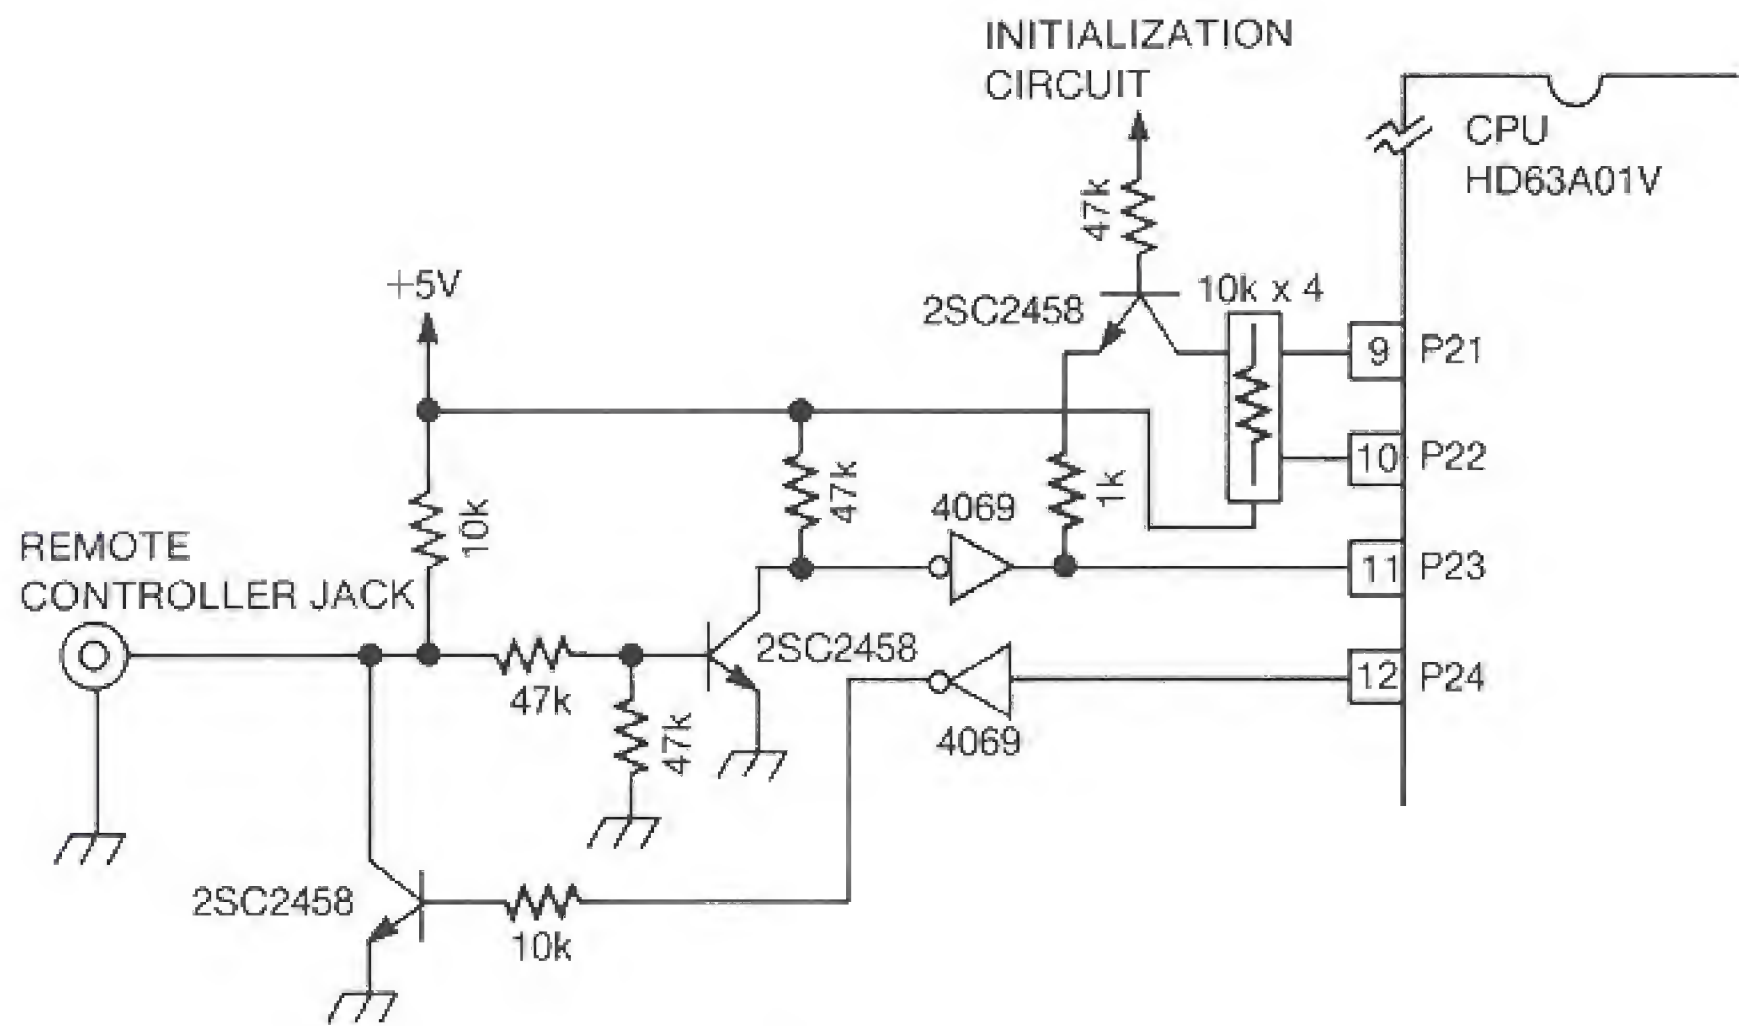 INITIALIZATION
CIRCUIT
CPU
HD63A01V
47k
+5V
2SC2458
10k x 4
9
P21
10
P22
10k
47k
1k
4069
REMOTE
CONTROLLER JACK
11
P23
2SC2458
47k
47k
12
P24
4069
2SC2458
10k